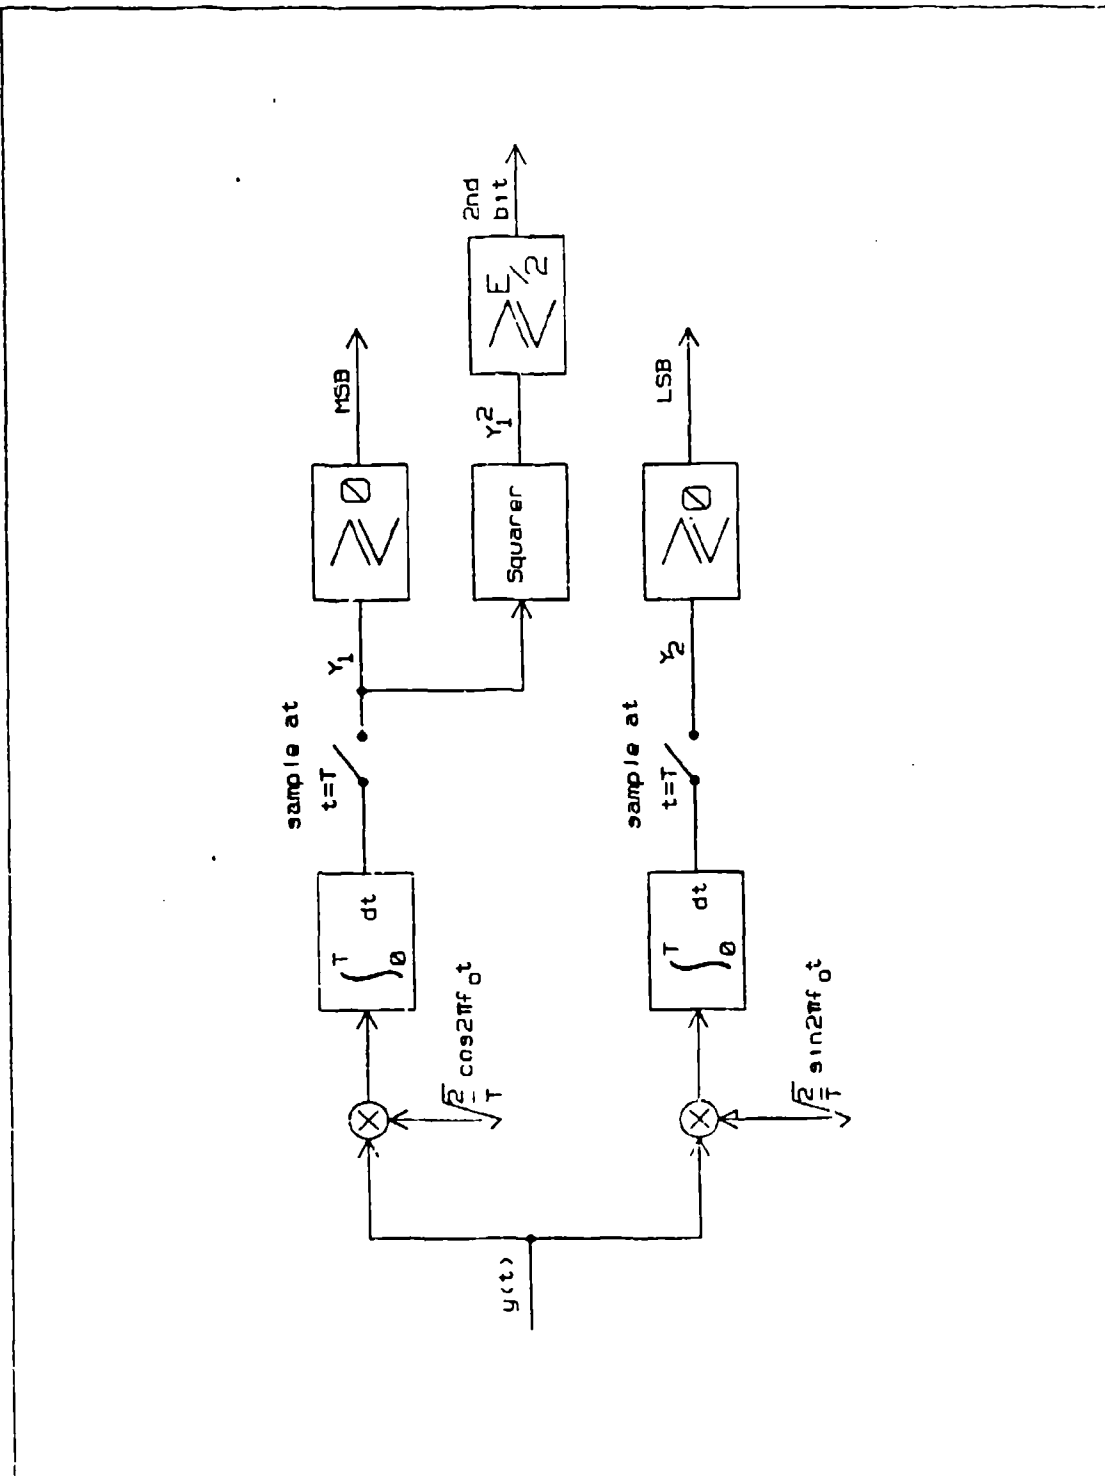 y(t)
√2/T cos2πf₀t
∫₀ᵀ dt
sample at
t=T
Y₁
≷ 0
MSB
Squarer
Y₁²
≷ E/2
2nd
bit
√2/T sin2πf₀t
∫₀ᵀ dt
sample at
t=T
Y₂
≷ 0
LSB